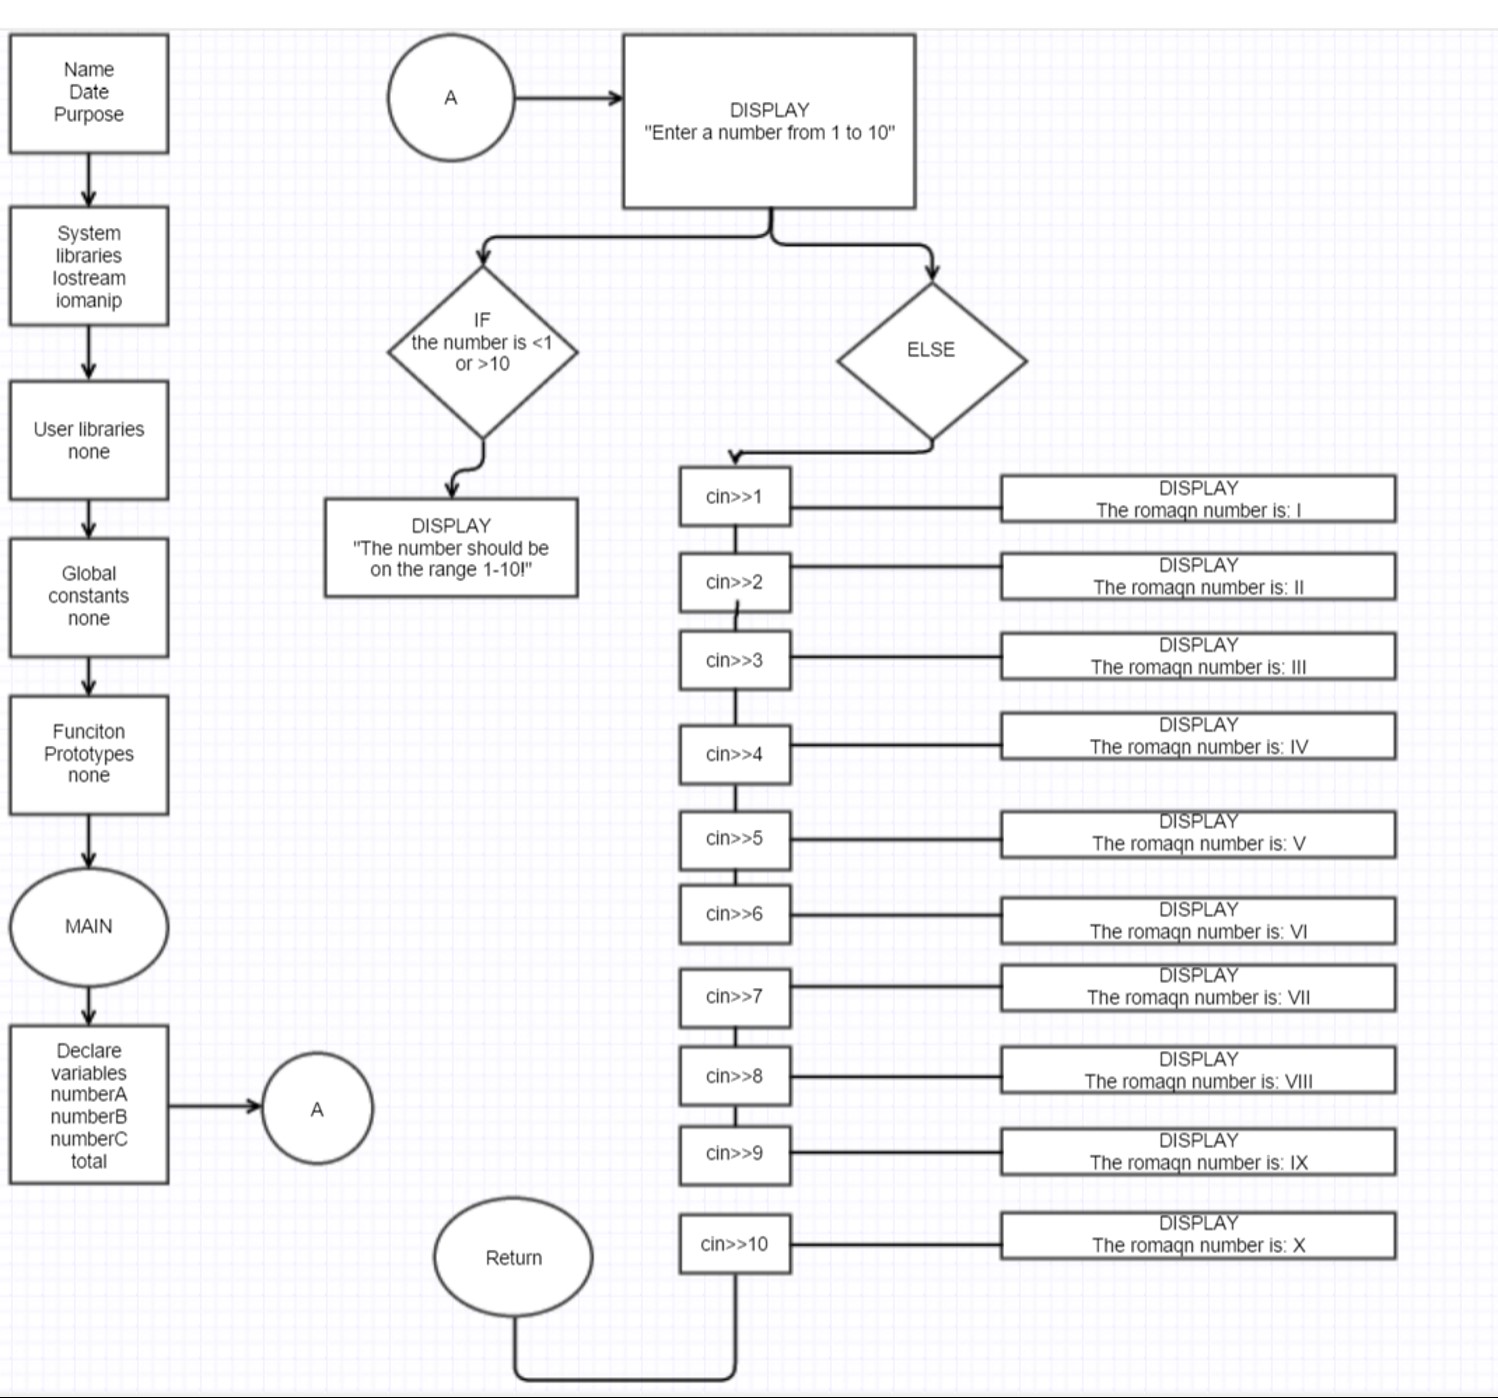 Name
Date
Purpose
System
libraries
Iostream
iomanip
User libraries
none
Global
constants
none
Funciton
Prototypes
none
MAIN
Declare
variables
numberA
numberB
numberC
total
A
A
DISPLAY
"Enter a number from 1 to 10"
IF
the number is <1
or >10
DISPLAY
"The number should be
on the range 1-10!"
ELSE
cin>>1
DISPLAY
The romaqn number is: I
cin>>2
DISPLAY
The romaqn number is: II
cin>>3
DISPLAY
The romaqn number is: III
cin>>4
DISPLAY
The romaqn number is: IV
cin>>5
DISPLAY
The romaqn number is: V
cin>>6
DISPLAY
The romaqn number is: VI
cin>>7
DISPLAY
The romaqn number is: VII
cin>>8
DISPLAY
The romaqn number is: VIII
cin>>9
DISPLAY
The romaqn number is: IX
cin>>10
DISPLAY
The romaqn number is: X
Return